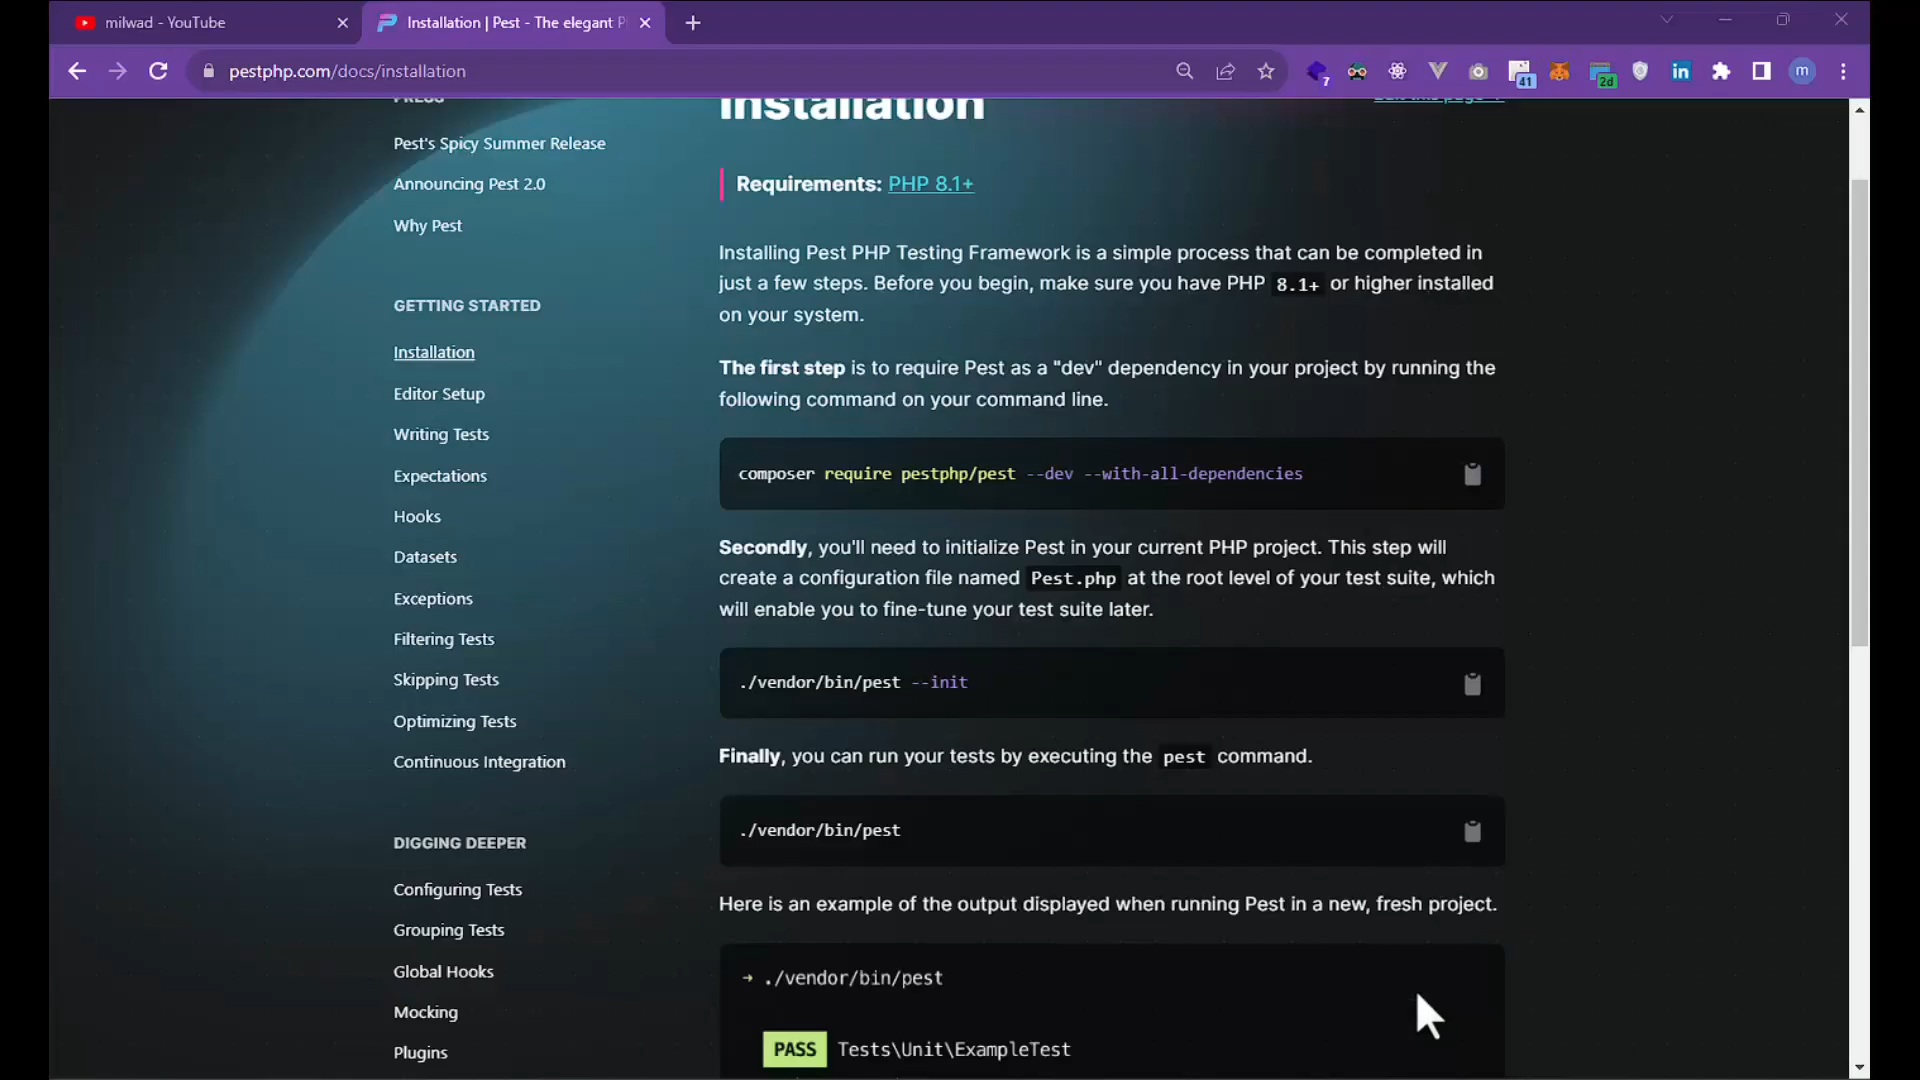 milwad - YouTube
Installation | Pest - The elegant P
pestphp.com/docs/installation
7
41
2d
in
m
PRESS
Pest's Spicy Summer Release
Announcing Pest 2.0
Why Pest
GETTING STARTED
Installation
Editor Setup
Writing Tests
Expectations
Hooks
Datasets
Exceptions
Filtering Tests
Skipping Tests
Optimizing Tests
Continuous Integration
DIGGING DEEPER
Configuring Tests
Grouping Tests
Global Hooks
Mocking
Plugins
Installation
Edit this page →
Requirements: PHP 8.1+
Installing Pest PHP Testing Framework is a simple process that can be completed in
just a few steps. Before you begin, make sure you have PHP 8.1+ or higher installed
on your system.
The first step is to require Pest as a "dev" dependency in your project by running the
following command on your command line.
composer require pestphp/pest --dev --with-all-dependencies
Secondly, you'll need to initialize Pest in your current PHP project. This step will
create a configuration file named Pest.php at the root level of your test suite, which
will enable you to fine-tune your test suite later.
./vendor/bin/pest --init
Finally, you can run your tests by executing the pest command.
./vendor/bin/pest
Here is an example of the output displayed when running Pest in a new, fresh project.
➜ ./vendor/bin/pest
PASS Tests\Unit\ExampleTest